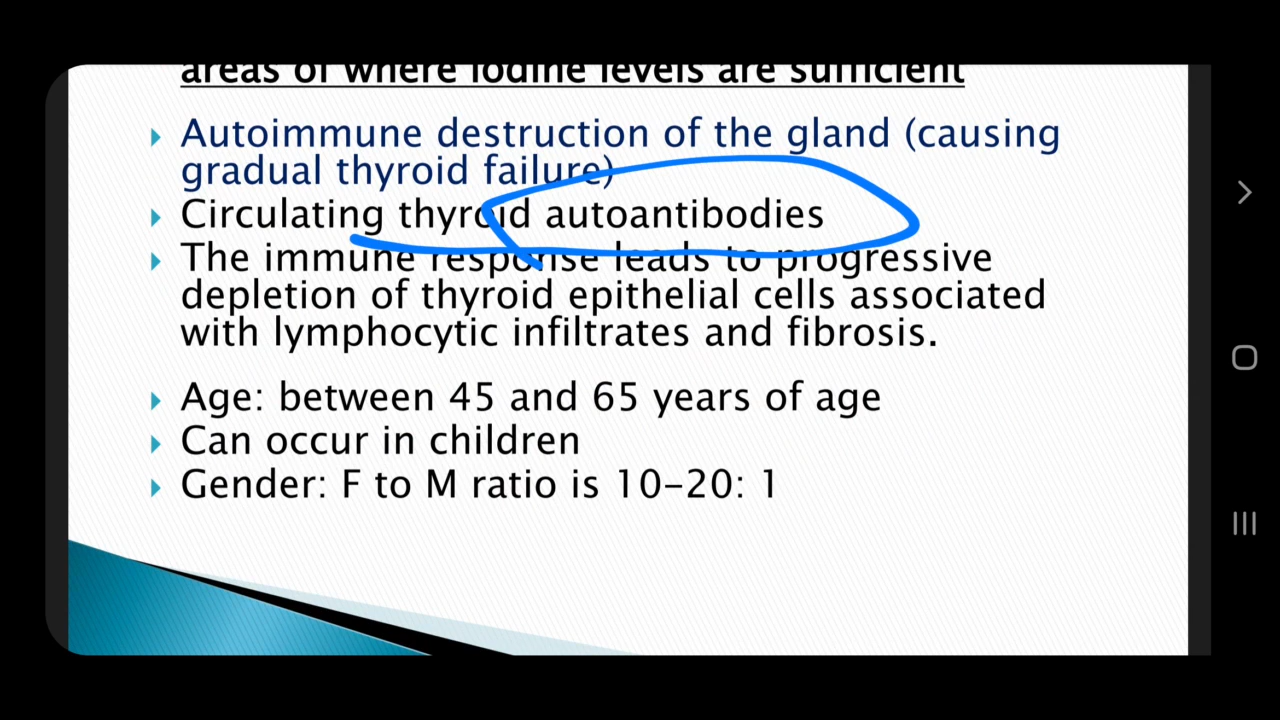 areas of where iodine levels are sufficient
Autoimmune destruction of the gland (causing
gradual thyroid failure)
Circulating thyroid autoantibodies
The immune response leads to progressive
depletion of thyroid epithelial cells associated
with lymphocytic infiltrates and fibrosis.
Age: between 45 and 65 years of age
Can occur in children
Gender: F to M ratio is 10-20: 1